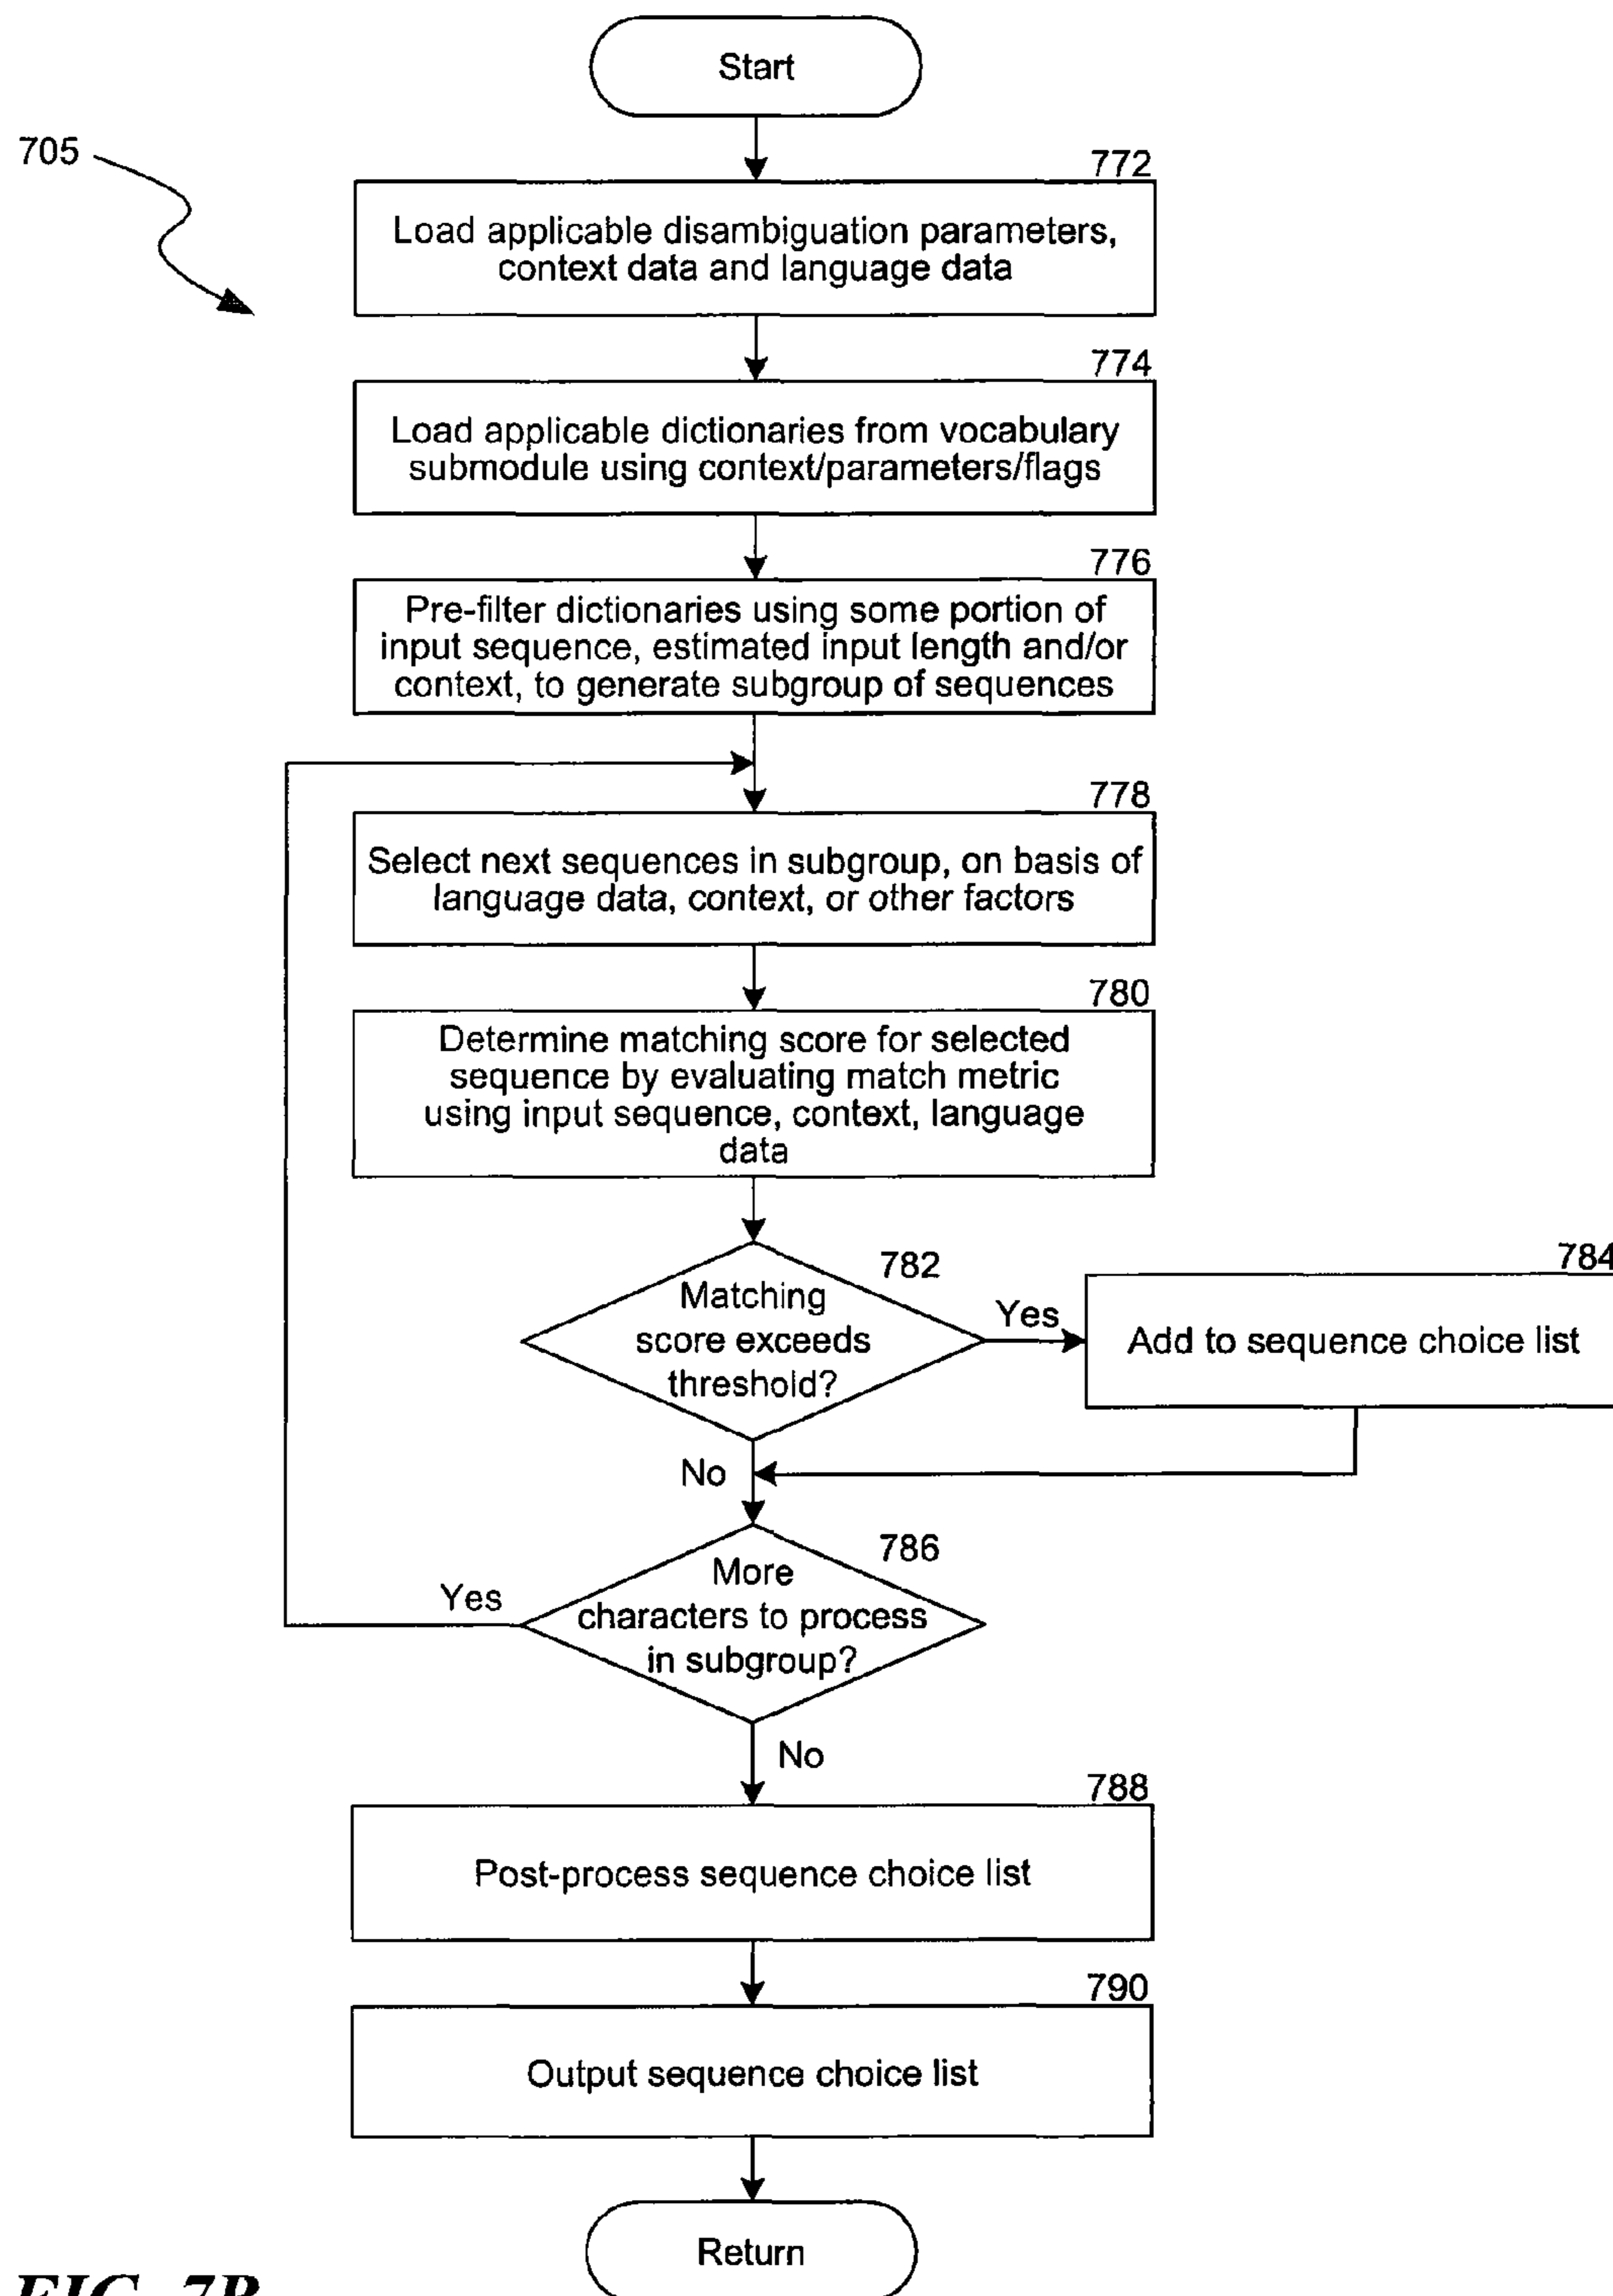 Start
705
772
Load applicable disambiguation parameters,
context data and language data
774
Load applicable dictionaries from vocabulary
submodule using context/parameters/flags
776
Pre-filter dictionaries using some portion of
input sequence, estimated input length and/or
context, to generate subgroup of sequences
778
Select next sequences in subgroup, on basis of
language data, context, or other factors
780
Determine matching score for selected
sequence by evaluating match metric
using input sequence, context, language
data
782
Matching
score exceeds
threshold?
Yes
784
Add to sequence choice list
No
786
More
characters to process
in subgroup?
Yes
No
788
Post-process sequence choice list
790
Output sequence choice list
Return
FIG. 7B